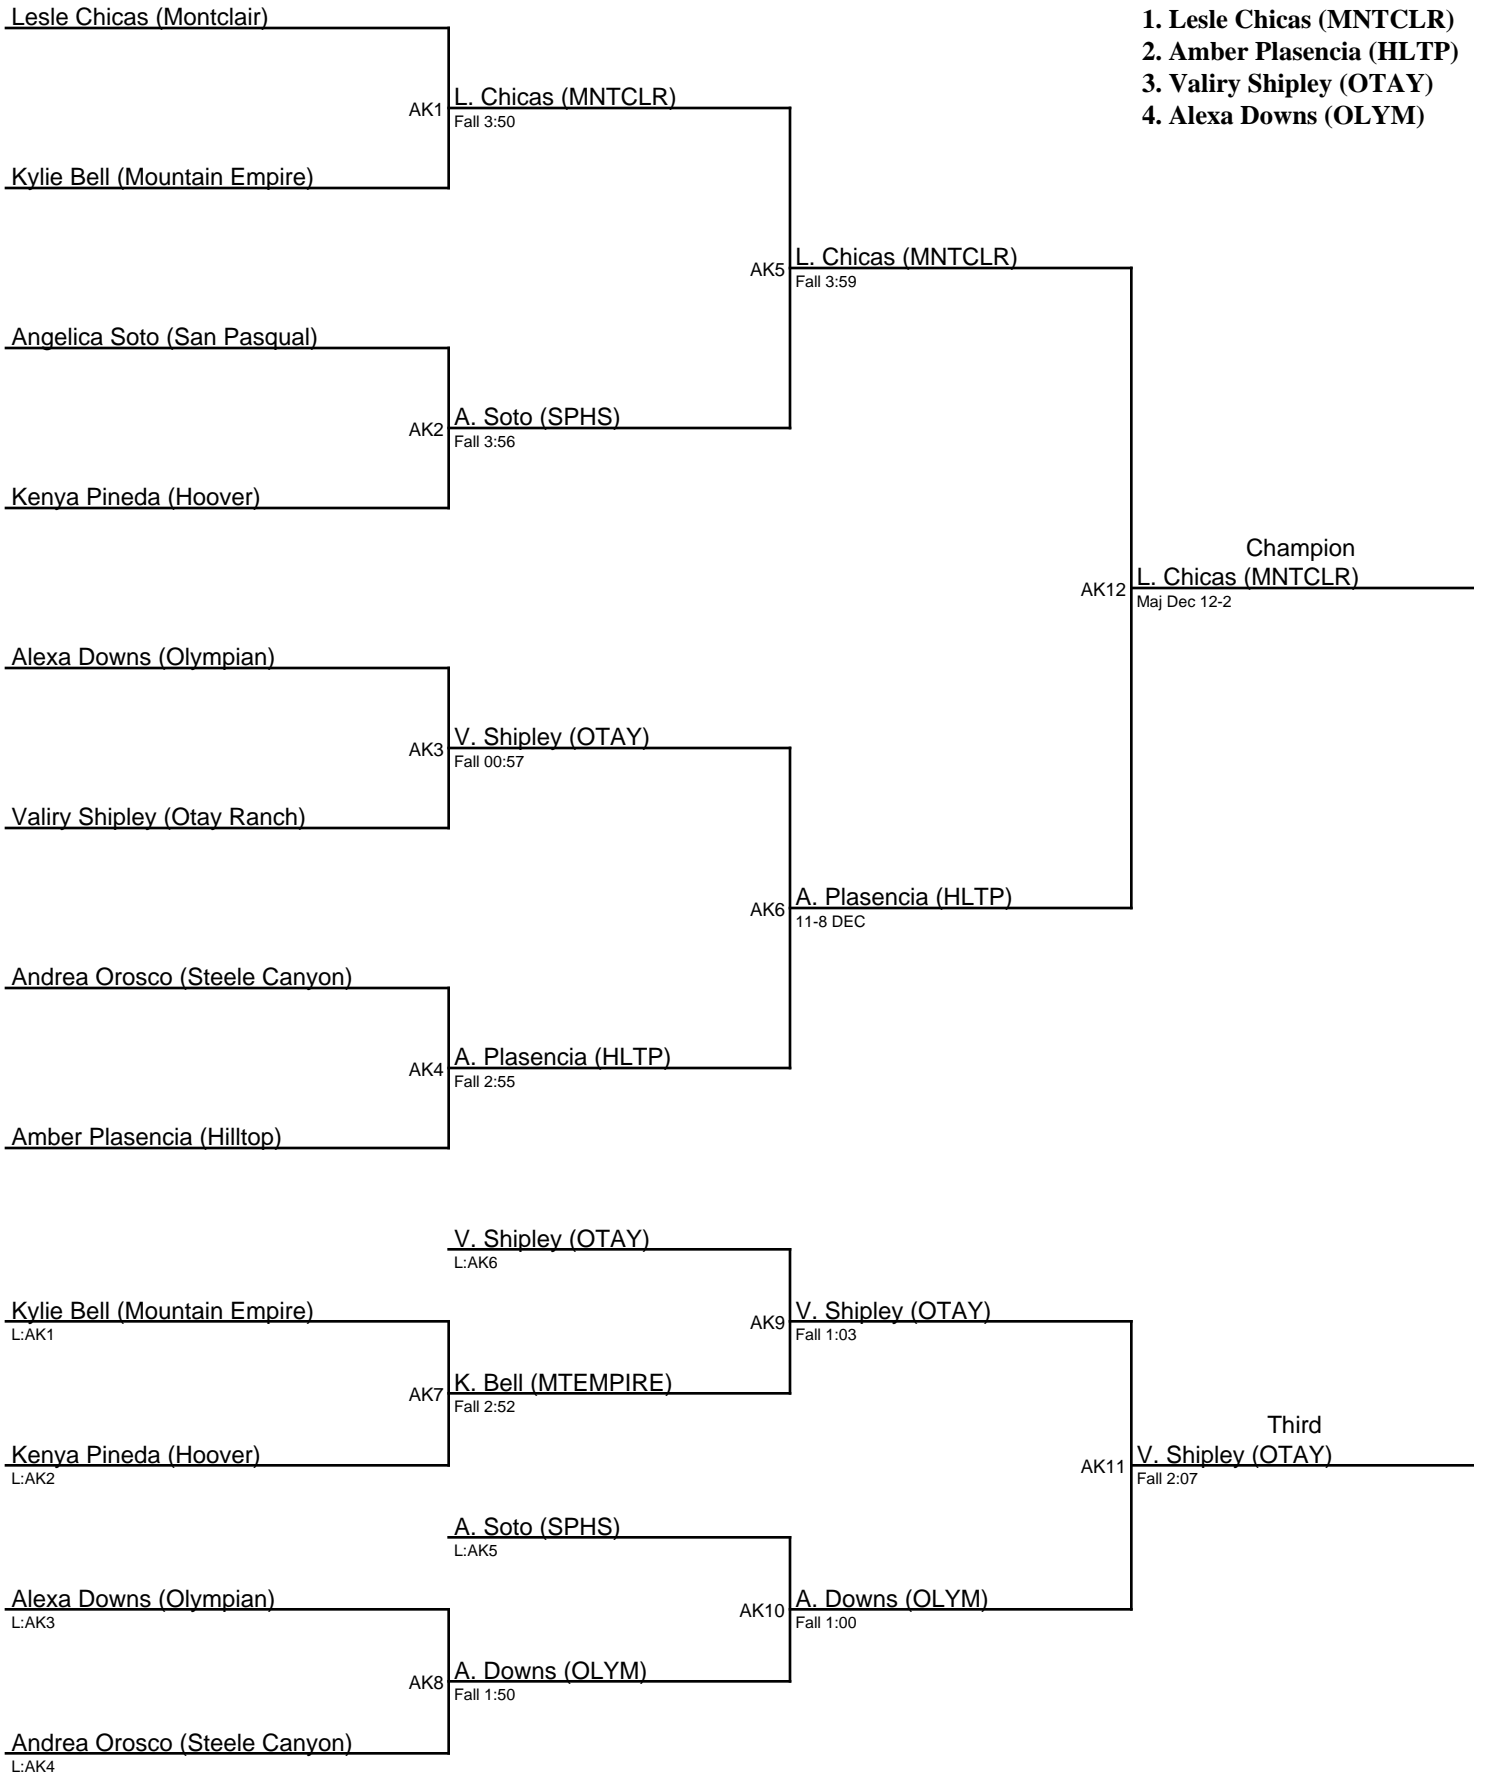 Lesle Chicas (Montclair)
1. Lesle Chicas (MNTCLR)
2. Amber Plasencia (HLTP)
3. Valiry Shipley (OTAY)
4. Alexa Downs (OLYM)
AK1
L. Chicas (MNTCLR)
Fall 3:50
Kylie Bell (Mountain Empire)
AK5
L. Chicas (MNTCLR)
Fall 3:59
Angelica Soto (San Pasqual)
AK2
A. Soto (SPHS)
Fall 3:56
Kenya Pineda (Hoover)
Champion
AK12
L. Chicas (MNTCLR)
Maj Dec 12-2
Alexa Downs (Olympian)
AK3
V. Shipley (OTAY)
Fall 00:57
Valiry Shipley (Otay Ranch)
AK6
A. Plasencia (HLTP)
11-8 DEC
Andrea Orosco (Steele Canyon)
AK4
A. Plasencia (HLTP)
Fall 2:55
Amber Plasencia (Hilltop)
V. Shipley (OTAY)
L:AK6
Kylie Bell (Mountain Empire)
L:AK1
AK9
V. Shipley (OTAY)
Fall 1:03
AK7
K. Bell (MTEMPIRE)
Fall 2:52
Kenya Pineda (Hoover)
L:AK2
Third
AK11
V. Shipley (OTAY)
Fall 2:07
A. Soto (SPHS)
L:AK5
Alexa Downs (Olympian)
L:AK3
AK10
A. Downs (OLYM)
Fall 1:00
AK8
A. Downs (OLYM)
Fall 1:50
Andrea Orosco (Steele Canyon)
L:AK4